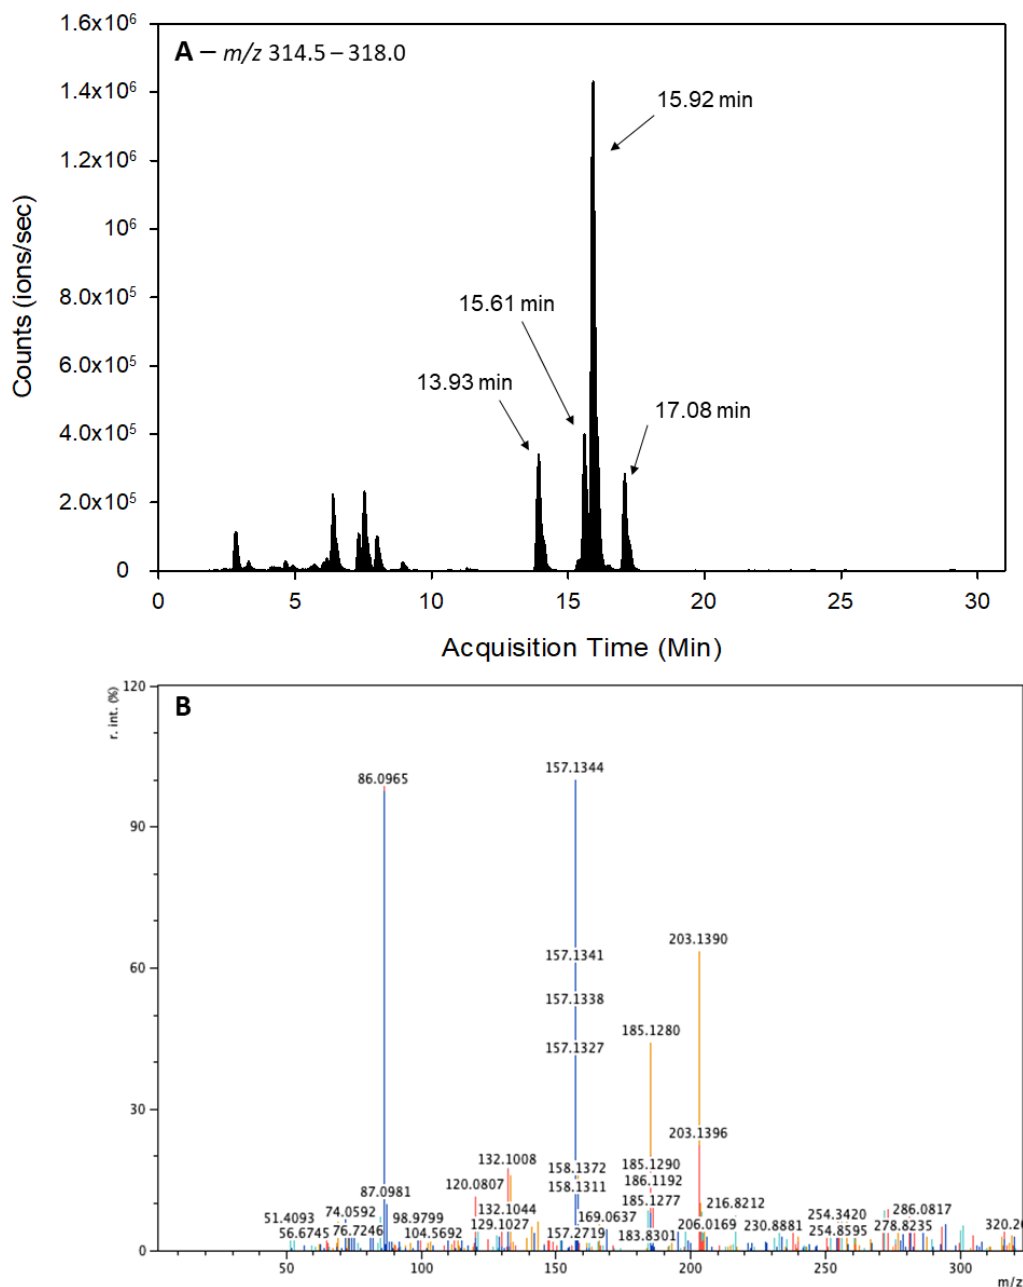 1.6x10⁶
A – m/z 314.5 – 318.0
1.4x10⁶
15.92 min
1.2x10⁶
10⁶
Counts (ions/sec)
8.0x10⁵
15.61 min
6.0x10⁵
13.93 min
17.08 min
4.0x10⁵
2.0x10⁵
0
0 5 10 15 20 25 30
Acquisition Time (Min)
120
B
r. int. (%)
157.1344
86.0965
90
157.1341
203.1390
60
157.1338
157.1327
185.1280
30
203.1396
132.1008
185.1290
158.1372
120.0807
186.1192
87.0981
158.1311
185.1277
216.8212
74.0592
132.1044
286.0817
51.4093
98.9799
129.1027
169.0637
206.0169
230.8881
254.3420
278.8235
320.20
56.6745
76.7246
104.5692
157.2719
183.8301
254.8595
0
50 100 150 200 250 300
m/z